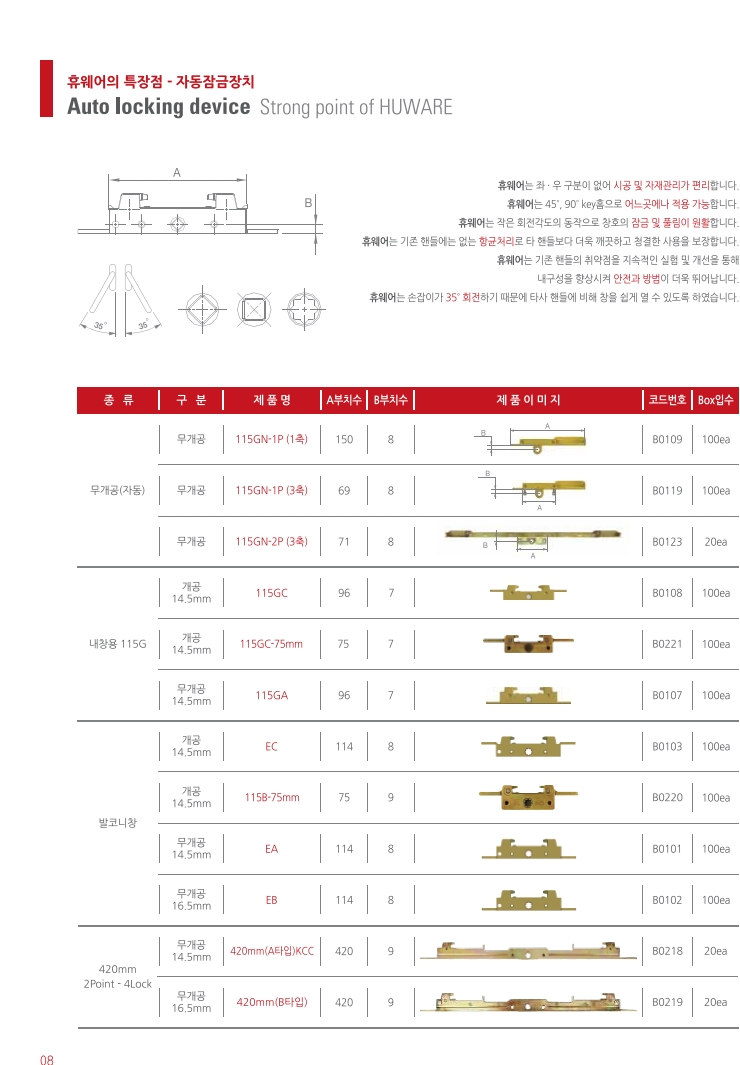 휴웨어의 특장점 - 자동잠금장치
Auto locking device Strong point of HUWARE
A
B
35°
35°
휴웨어는 좌 · 우 구분이 없어 시공 및 자재관리가 편리합니다.
휴웨어는 45°, 90° key홈으로 어느곳에나 적용 가능합니다.
휴웨어는 작은 회전각도의 동작으로 창호의 잠금 및 풀림이 원활합니다.
휴웨어는 기존 핸들에는 없는 항균처리로 타 핸들보다 더욱 깨끗하고 청결한 사용을 보장합니다.
휴웨어는 기존 핸들의 취약점을 지속적인 실험 및 개선을 통해
내구성을 향상시켜 안전과 방범이 더욱 뛰어납니다.
휴웨어는 손잡이가 35° 회전하기 때문에 타사 핸들에 비해 창을 쉽게 열 수 있도록 하였습니다.
종 류 구 분 제 품 명 A부치수 B부치수 제 품 이 미 지 코드번호 Box입수
무개공 115GN-1P (1축) 150 8 B A B0109 100ea
무개공(자동) 무개공 115GN-1P (3축) 69 8 B A B0119 100ea
무개공 115GN-2P (3축) 71 8 B A B0123 20ea
개공
14.5mm
115GC 96 7 B0108 100ea
내창용 115G
개공
14.5mm
115GC-75mm 75 7 B0221 100ea
무개공
14.5mm
115GA 96 7 B0107 100ea
개공
14.5mm
EC 114 8 B0103 100ea
개공
14.5mm
115B-75mm 75 9 B0220 100ea
발코니창
무개공
14.5mm
EA 114 8 B0101 100ea
무개공
16.5mm
EB 114 8 B0102 100ea
무개공
14.5mm
420mm(A타입)KCC 420 9 B0218 20ea
420mm
2Point - 4Lock
무개공
16.5mm
420mm(B타입) 420 9 B0219 20ea
08